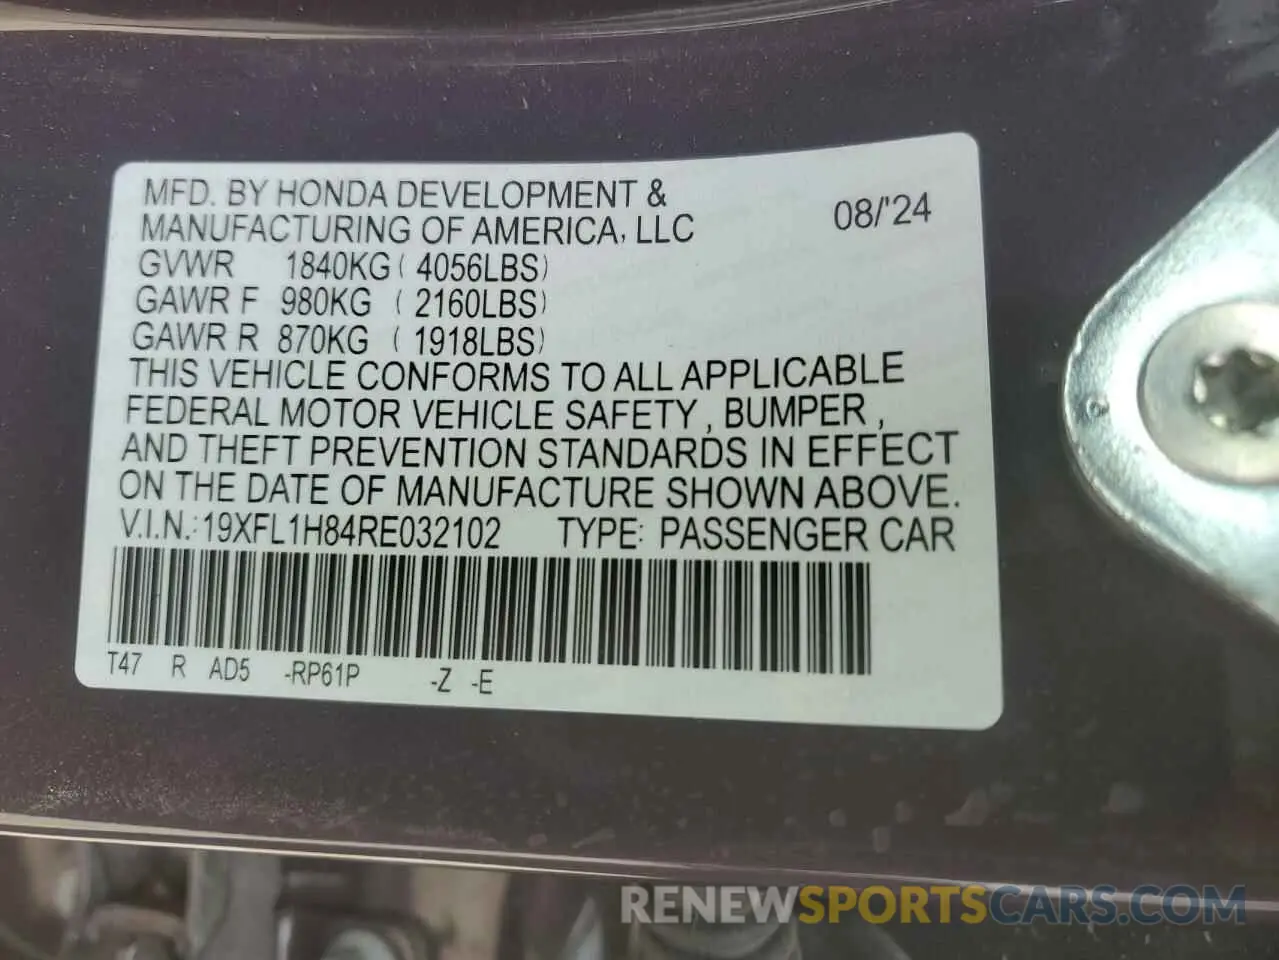 MFD. BY HONDA DEVELOPMENT &
MANUFACTURING OF AMERICA, LLC 08/'24
GVWR 1840KG ( 4056LBS)
GAWR F 980KG ( 2160LBS)
GAWR R 870KG ( 1918LBS)
THIS VEHICLE CONFORMS TO ALL APPLICABLE
FEDERAL MOTOR VEHICLE SAFETY , BUMPER ,
AND THEFT PREVENTION STANDARDS IN EFFECT
ON THE DATE OF MANUFACTURE SHOWN ABOVE.
V.I.N.: 19XFL1H84RE032102 TYPE: PASSENGER CAR
T47 R AD5 -RP61P -Z -E
RENEWSPORTSCARS.COM